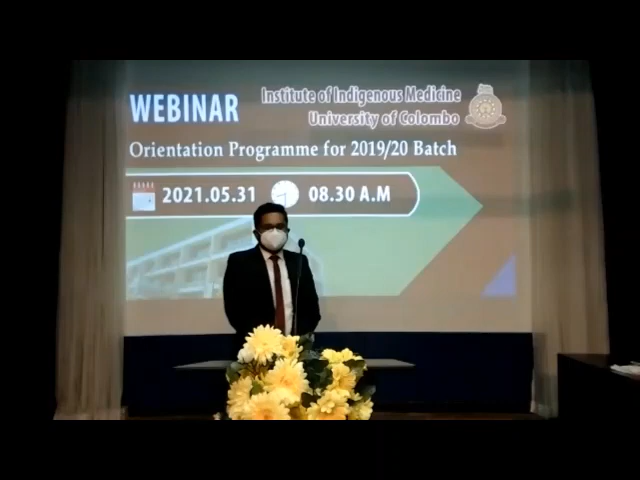 WEBINAR
Institute of Indigenous Medicine
University of Colombo
Orientation Programme for 2019/20 Batch
2021.05.31
08.30 A.M